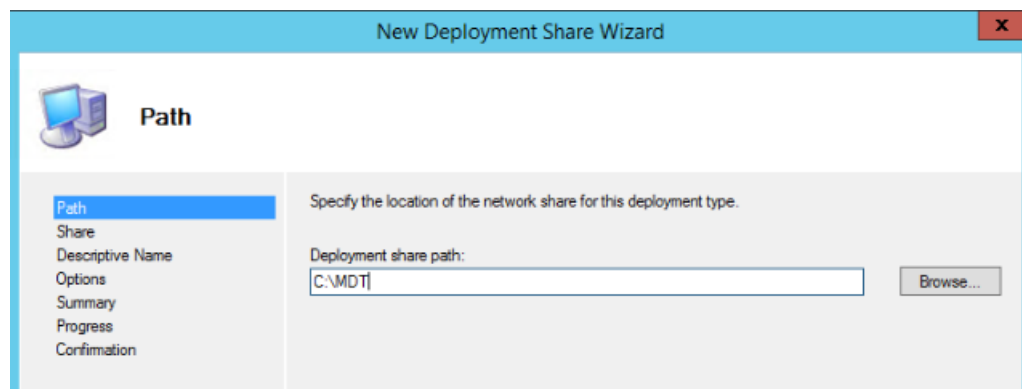 New Deployment Share Wizard
x
Path
Path
Share
Descriptive Name
Options
Summary
Progress
Confirmation
Specify the location of the network share for this deployment type.
Deployment share path:
C:\MDT
Browse...